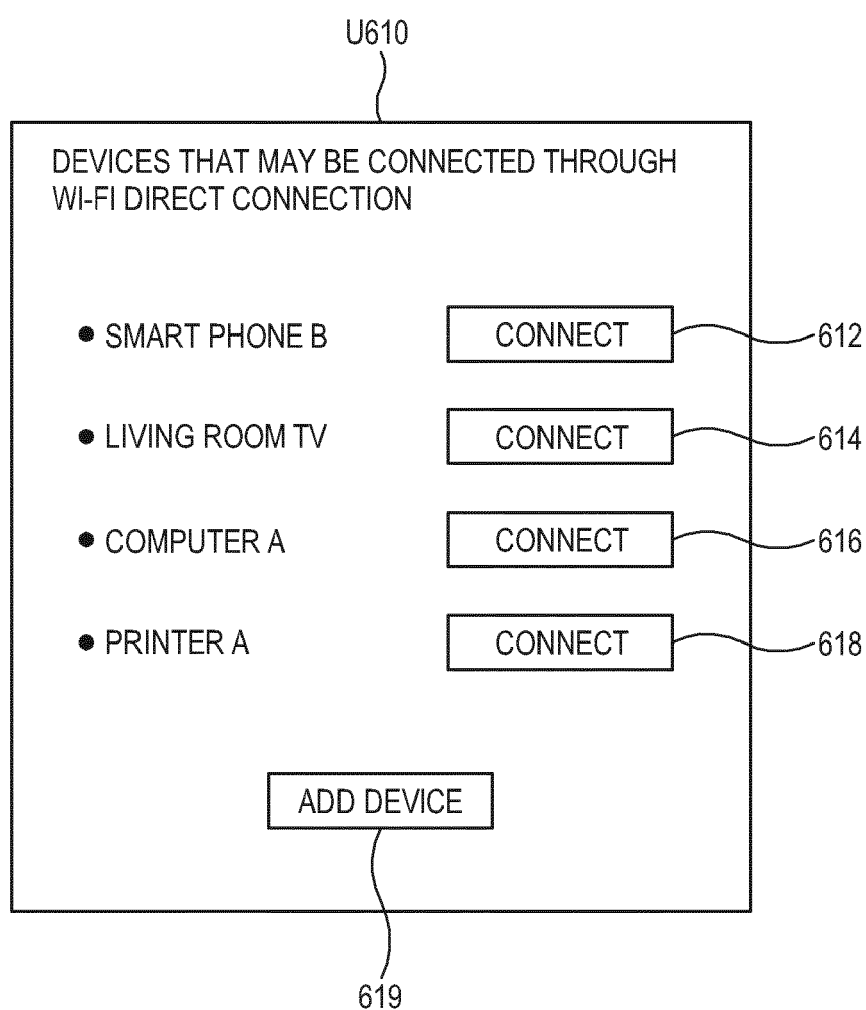 U610
DEVICES THAT MAY BE CONNECTED THROUGH
WI-FI DIRECT CONNECTION
• SMART PHONE B CONNECT 612
• LIVING ROOM TV CONNECT 614
• COMPUTER A CONNECT 616
• PRINTER A CONNECT 618
ADD DEVICE
619